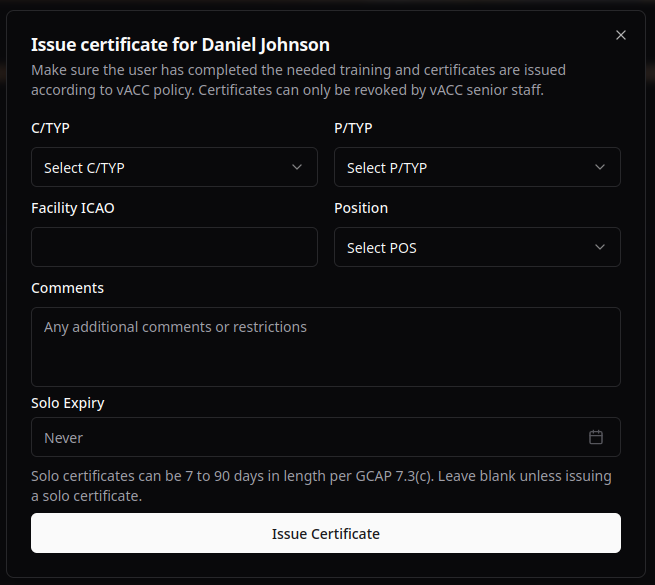 Issue certificate for Daniel Johnson
Make sure the user has completed the needed training and certificates are issued
according to vACC policy. Certificates can only be revoked by vACC senior staff.
C/TYP
P/TYP
Select C/TYP
Select P/TYP
Facility ICAO
Position
Select POS
Comments
Any additional comments or restrictions
Solo Expiry
Never
Solo certificates can be 7 to 90 days in length per GCAP 7.3(c). Leave blank unless issuing
a solo certificate.
Issue Certificate